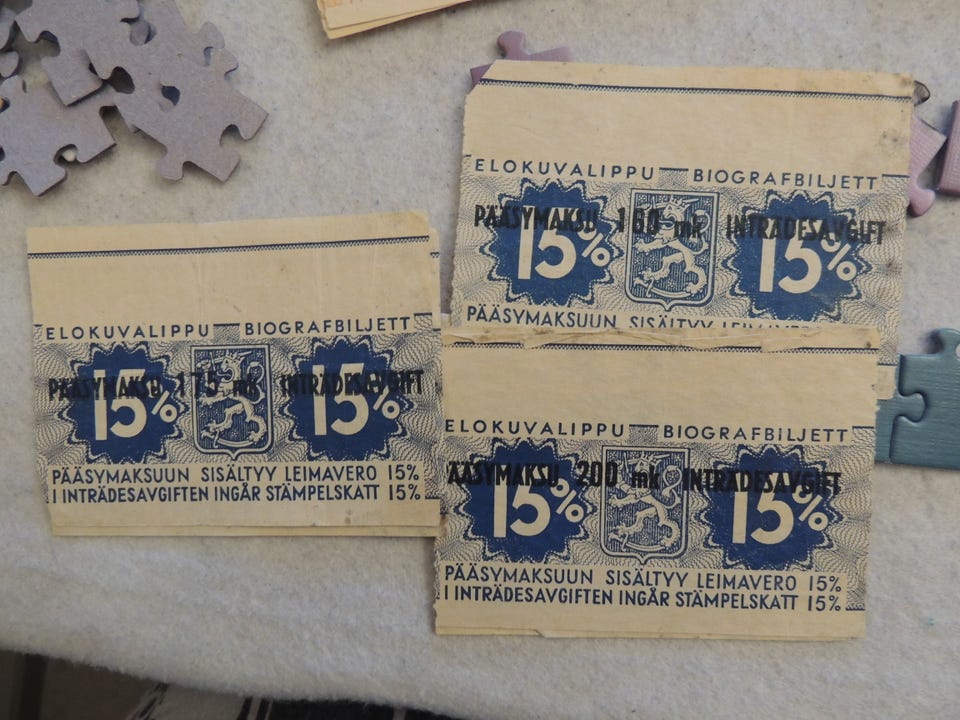 ELOKUVALIPPU BIOGRAFBILJETT
PÄÄSYMAKSU 160 mk INTRÄDESAVGIFT
15% 15%
PÄÄSYMAKSUUN SISÄLTYY LEIMAVERO
ELOKUVALIPPU BIOGRAFBILJETT
PÄÄSYMAKSU 175 mk INTRÄDESAVGIFT
15% 15%
PÄÄSYMAKSUUN SISÄLTYY LEIMAVERO 15%
I INTRÄDESAVGIFTEN INGÅR STÄMPELSKATT 15%
ELOKUVALIPPU BIOGRAFBILJETT
PÄÄSYMAKSU 200 mk INTRÄDESAVGIFT
15% 15%
PÄÄSYMAKSUUN SISÄLTYY LEIMAVERO 15%
I INTRÄDESAVGIFTEN INGÅR STÄMPELSKATT 15%